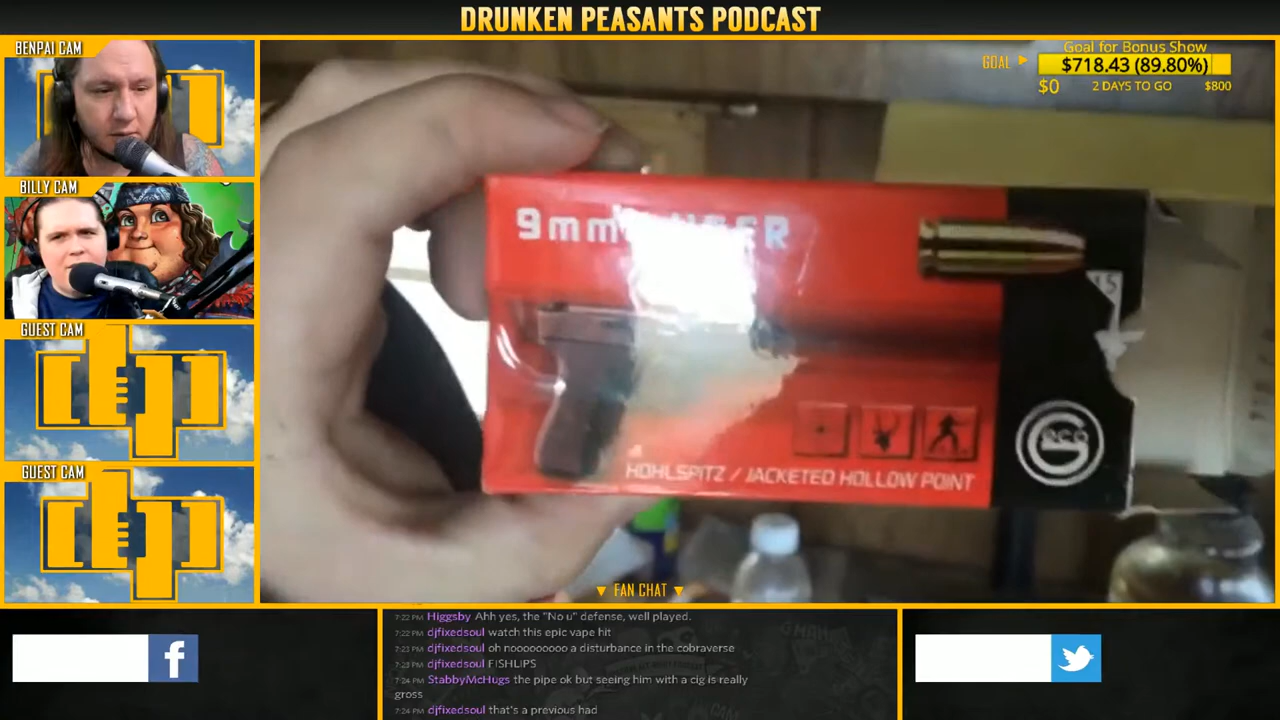 DRUNKEN PEASANTS PODCAST
BENPAI CAM
BILLY CAM
GUEST CAM
GUEST CAM
GOAL
Goal for Bonus Show
$718.43 (89.80%)
$0 2 DAYS TO GO $800
9mm
HOHLSPITZ / JACKETED HOLLOW POINT
Geco
▼ FAN CHAT ▼
7:22 PM Higgsby Ahh yes, the "No u" defense, well played.
7:22 PM djfixedsoul watch this epic vape hit
7:23 PM djfixedsoul oh nooooooooo a disturbance in the cobraverse
7:23 PM djfixedsoul FISHLIPS
7:24 PM StabbyMcHugs the pipe ok but seeing him with a cig is really
gross
7:24 PM djfixedsoul that's a previous had